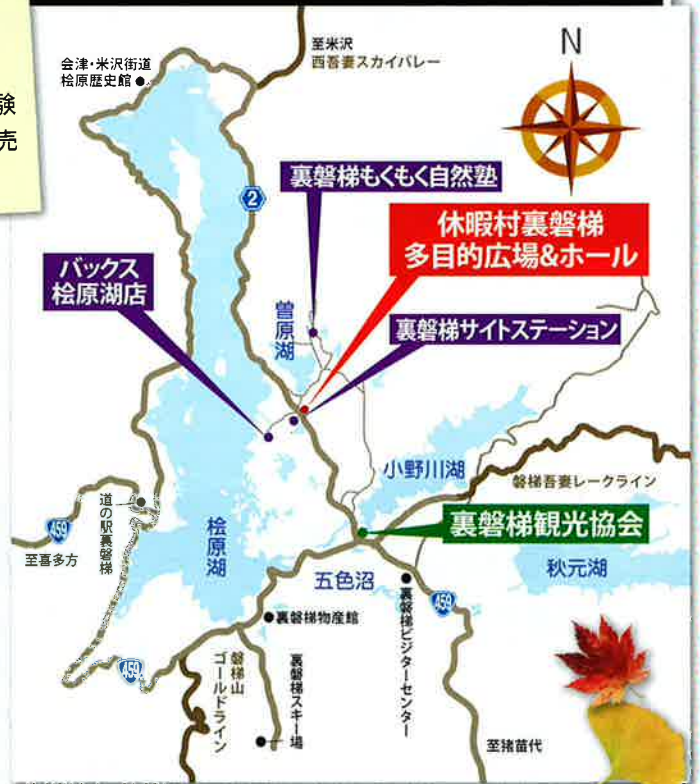 験
売
会津・米沢街道
桧原歴史館
至米沢
西吾妻スカイバレー
N
2
裏磐梯もくもく自然塾
休暇村裏磐梯
多目的広場&ホール
バックス
桧原湖店
曽原湖
裏磐梯サイトステーション
小野川湖
磐梯吾妻レークライン
道の駅裏磐梯
459
至喜多方
桧原湖
裏磐梯観光協会
五色沼
秋元湖
裏磐梯物産館
裏磐梯ビジターセンター
459
459
磐梯山
ゴールドライン
裏磐梯スキー場
至猪苗代